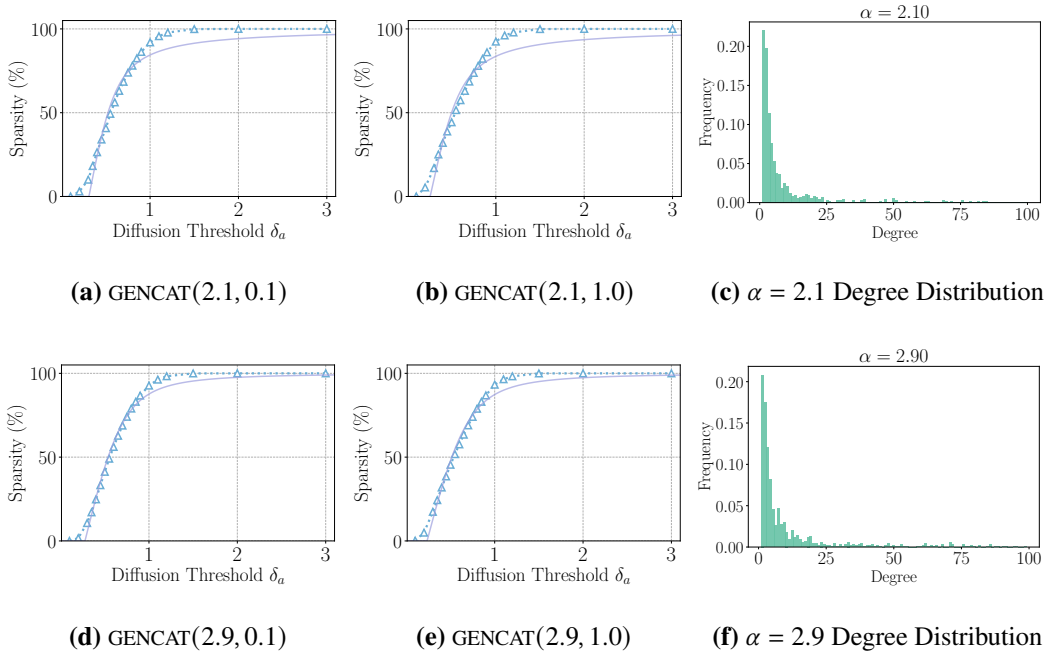 100
50
0
Sparsity (%)
1
2
3
Diffusion Threshold δₐ
(a) GENCAT(2.1, 0.1)
100
50
0
Sparsity (%)
1
2
3
Diffusion Threshold δₐ
(b) GENCAT(2.1, 1.0)
α = 2.10
0.20
0.15
0.10
0.05
0.00
Frequency
0
25
50
75
100
Degree
(c) α = 2.1 Degree Distribution
100
50
0
Sparsity (%)
1
2
3
Diffusion Threshold δₐ
(d) GENCAT(2.9, 0.1)
100
50
0
Sparsity (%)
1
2
3
Diffusion Threshold δₐ
(e) GENCAT(2.9, 1.0)
α = 2.90
0.20
0.15
0.10
0.05
0.00
Frequency
0
25
50
75
100
Degree
(f) α = 2.9 Degree Distribution